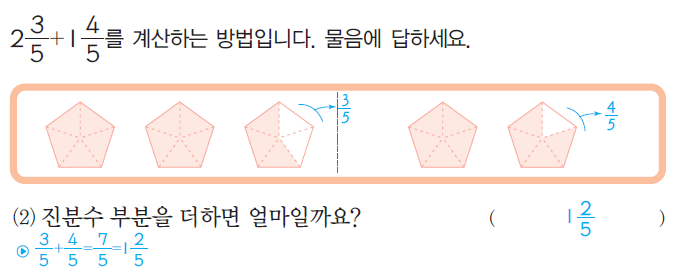 2 3/5 + 1 4/5 를 계산하는 방법입니다. 물음에 답하세요.
3/5 4/5
(2) 진분수 부분을 더하면 얼마일까요? ( 1 2/5 )
3/5 + 4/5 = 7/5 = 1 2/5